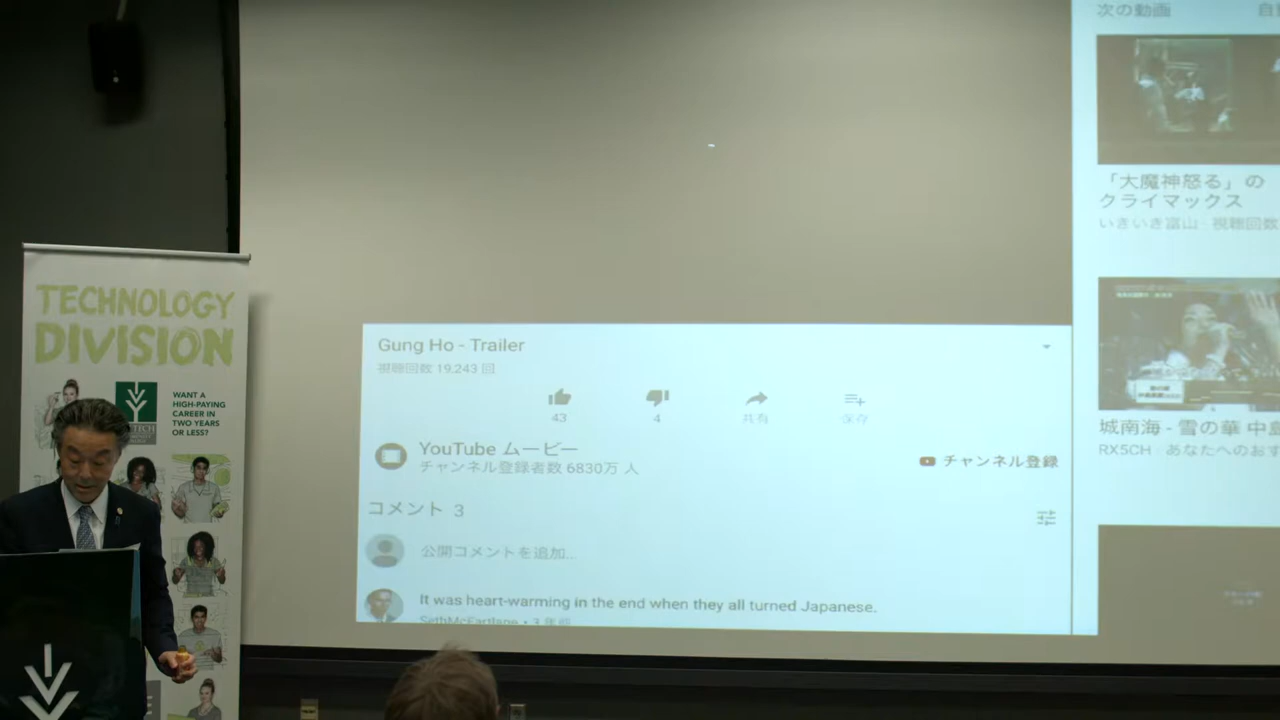 TECHNOLOGY
DIVISION
WANT A
HIGH-PAYING
CAREER IN
TWO YEARS
OR LESS?
Gung Ho - Trailer
視聴回数 19,243 回
43
4
共有
保存
YouTube ムービー
チャンネル登録者数 6830万 人
チャンネル登録
コメント 3
公開コメントを追加...
It was heart-warming in the end when they all turned Japanese.
SethMcFartlane • 3 年前
次の動画
自
「大魔神怒る」の
クライマックス
いきいき富山 · 視聴回数
城南海 - 雪の華 中島
RX5CH · あなたへのおす